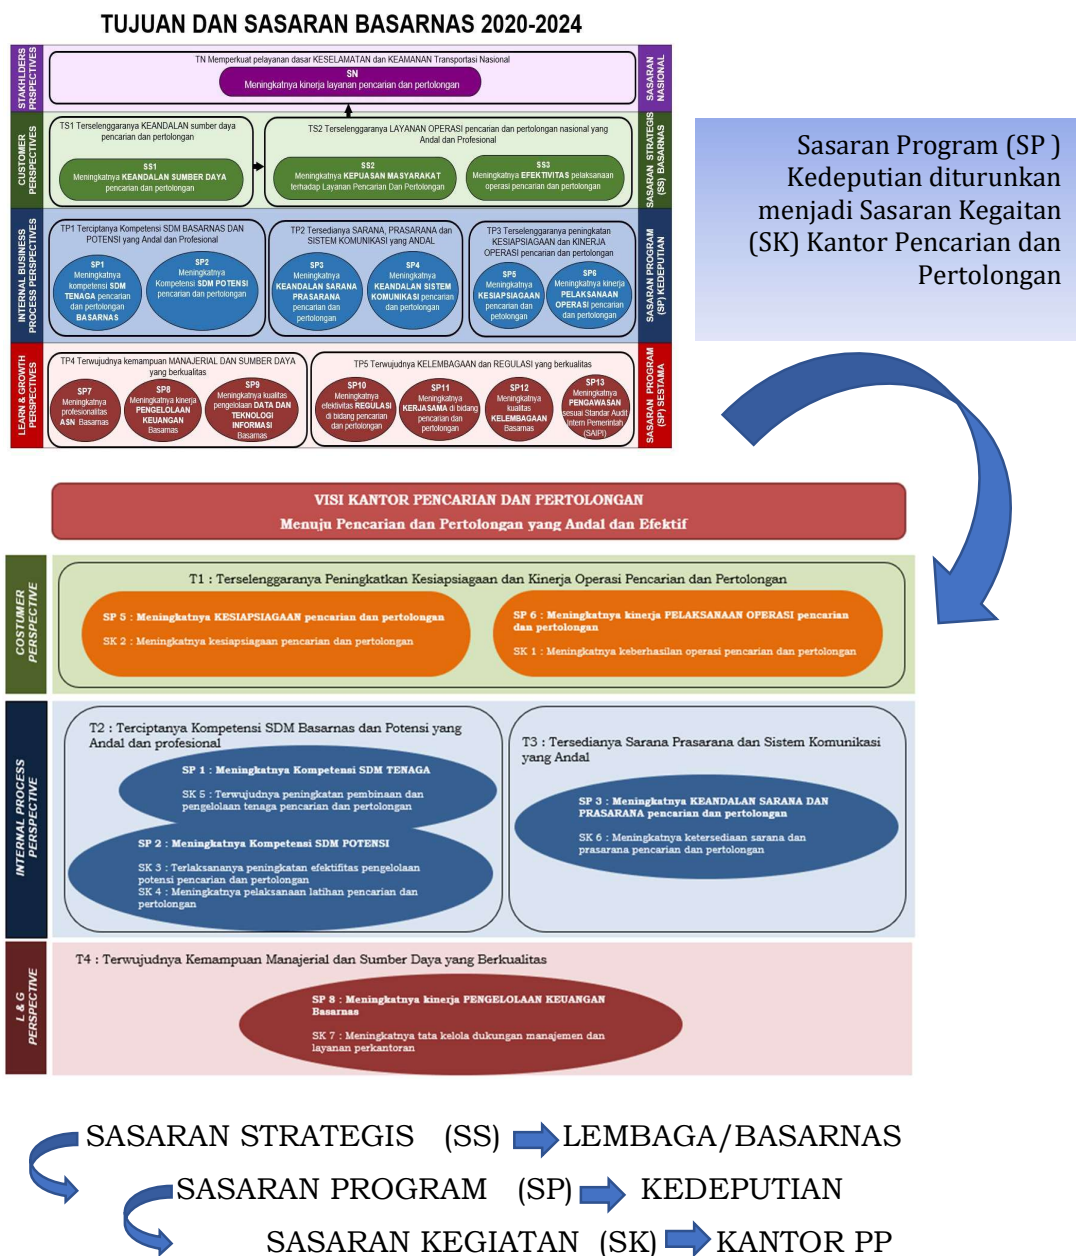 TUJUAN DAN SASARAN BASARNAS 2020-2024
STAKHLDERS
PRSPECTIVES
TN Memperkuat pelayanan dasar KESELAMATAN dan KEAMANAN Transportasi Nasional
SN
Meningkatnya kinerja layanan pencarian dan pertolongan
SASARAN
NASIONAL
CUSTOMER
PERSPECTIVES
TS1 Terselenggaranya KEANDALAN sumber daya
pencarian dan pertolongan
SS1
Meningkatnya KEANDALAN SUMBER DAYA
pencarian dan pertolongan
TS2 Terselenggaranya LAYANAN OPERASI pencarian dan pertolongan nasional yang
Andal dan Profesional
SS2
Meningkatnya KEPUASAN MASYARAKAT
terhadap Layanan Pencarian Dan Pertolongan
SS3
Meningkatnya EFEKTIVITAS pelaksanaan
operasi pencarian dan pertolongan
SASARAN STRATEGIS
(SS) BASARNAS
INTERNAL BUSINESS
PROCESS PERSPECTIVES
TP1 Terciptanya Kompetensi SDM BASARNAS DAN
POTENSI yang Andal dan Profesional
SP1
Meningkatnya
kompetensi SDM
TENAGA pencarian
dan pertolongan
BASARNAS
SP2
Meningkatnya
Kompetensi SDM POTENSI
pencarian dan pertolongan
TP2 Tersedianya SARANA, PRASARANA dan
SISTEM KOMUNIKASI yang ANDAL
SP3
Meningkatnya
KEANDALAN SARANA
PRASARANA
pencarian dan
pertolongan
SP4
Meningkatnya
KEANDALAN SISTEM
KOMUNIKASI pencarian
dan pertolongan
TP3 Terselenggaranya peningkatan
KESIAPSIAGAAN dan KINERJA
OPERASI pencarian dan pertolongan
SP5
Meningkatnya
KESIAPSIAGAAN
pencarian dan
petolongan
SP6
Meningkatnya kinerja
PELAKSANAAN
OPERASI pencarian
dan pertolongan
SASARAN PROGRAM
(SP) KEDEPUTIAN
LEARN & GROWTH
PERSPECTIVES
TP4 Terwujudnya kemampuan MANAJERIAL DAN SUMBER DAYA
yang berkualitas
SP7
Meningkatnya
profesionalitas
ASN Basarnas
SP8
Meningkatnya kinerja
PENGELOLAAN
KEUANGAN
Basarnas
SP9
Meningkatnya kualitas
pengelolaan DATA DAN
TEKNOLOGI
INFORMASI
Basarnas
TP5 Terwujudnya KELEMBAGAAN dan REGULASI yang berkualitas
SP10
Meningkatnya
efektivitas REGULASI
di bidang pencarian
dan pertolongan
SP11
Meningkatnya
KERJASAMA di bidang
pencarian dan
pertolongan
SP12
Meningkatnya
kualitas
KELEMBAGAAN
Basarnas
SP13
Meningkatnya
PENGAWASAN
sesuai Standar Audit
Intern Pemerintah
(SAIPI)
SASARAN PROGRAM
(SP) SESTAMA
Sasaran Program (SP )
Kedeputian diturunkan
menjadi Sasaran Kegaitan
(SK) Kantor Pencarian dan
Pertolongan
VISI KANTOR PENCARIAN DAN PERTOLONGAN
Menuju Pencarian dan Pertolongan yang Andal dan Efektif
COSTUMER
PERSPECTIVE
T1 : Terselenggaranya Peningkatkan Kesiapsiagaan dan Kinerja Operasi Pencarian dan Pertolongan
SP 5 : Meningkatnya KESIAPSIAGAAN pencarian dan pertolongan
SK 2 : Meningkatnya kesiapsiagaan pencarian dan pertolongan
SP 6 : Meningkatnya kinerja PELAKSANAAN OPERASI pencarian
dan pertolongan
SK 1 : Meningkatnya keberhasilan operasi pencarian dan pertolongan
INTERNAL PROCESS
PERSPECTIVE
T2 : Terciptanya Kompetensi SDM Basarnas dan Potensi yang
Andal dan profesional
SP 1 : Meningkatnya Kompetensi SDM TENAGA
SK 5 : Terwujudnya peningkatan pembinaan dan
pengelolaan tenaga pencarian dan pertolongan
SP 2 : Meningkatnya Kompetensi SDM POTENSI
SK 3 : Terlaksananya peningkatan efektifitas pengelolaan
potensi pencarian dan pertolongan
SK 4 : Meningkatnya pelaksanaan latihan pencarian dan
pertolongan
T3 : Tersedianya Sarana Prasarana dan Sistem Komunikasi
yang Andal
SP 3 : Meningkatnya KEANDALAN SARANA DAN
PRASARANA pencarian dan pertolongan
SK 6 : Meningkatnya ketersediaan sarana dan
prasarana pencarian dan pertolongan
L & G
PERSPECTIVE
T4 : Terwujudnya Kemampuan Manajerial dan Sumber Daya yang Berkualitas
SP 8 : Meningkatnya kinerja PENGELOLAAN KEUANGAN
Basarnas
SK 7 : Meningkatnya tata kelola dukungan manajemen dan
layanan perkantoran
SASARAN STRATEGIS (SS) LEMBAGA/BASARNAS
SASARAN PROGRAM (SP) KEDEPUTIAN
SASARAN KEGIATAN (SK) KANTOR PP